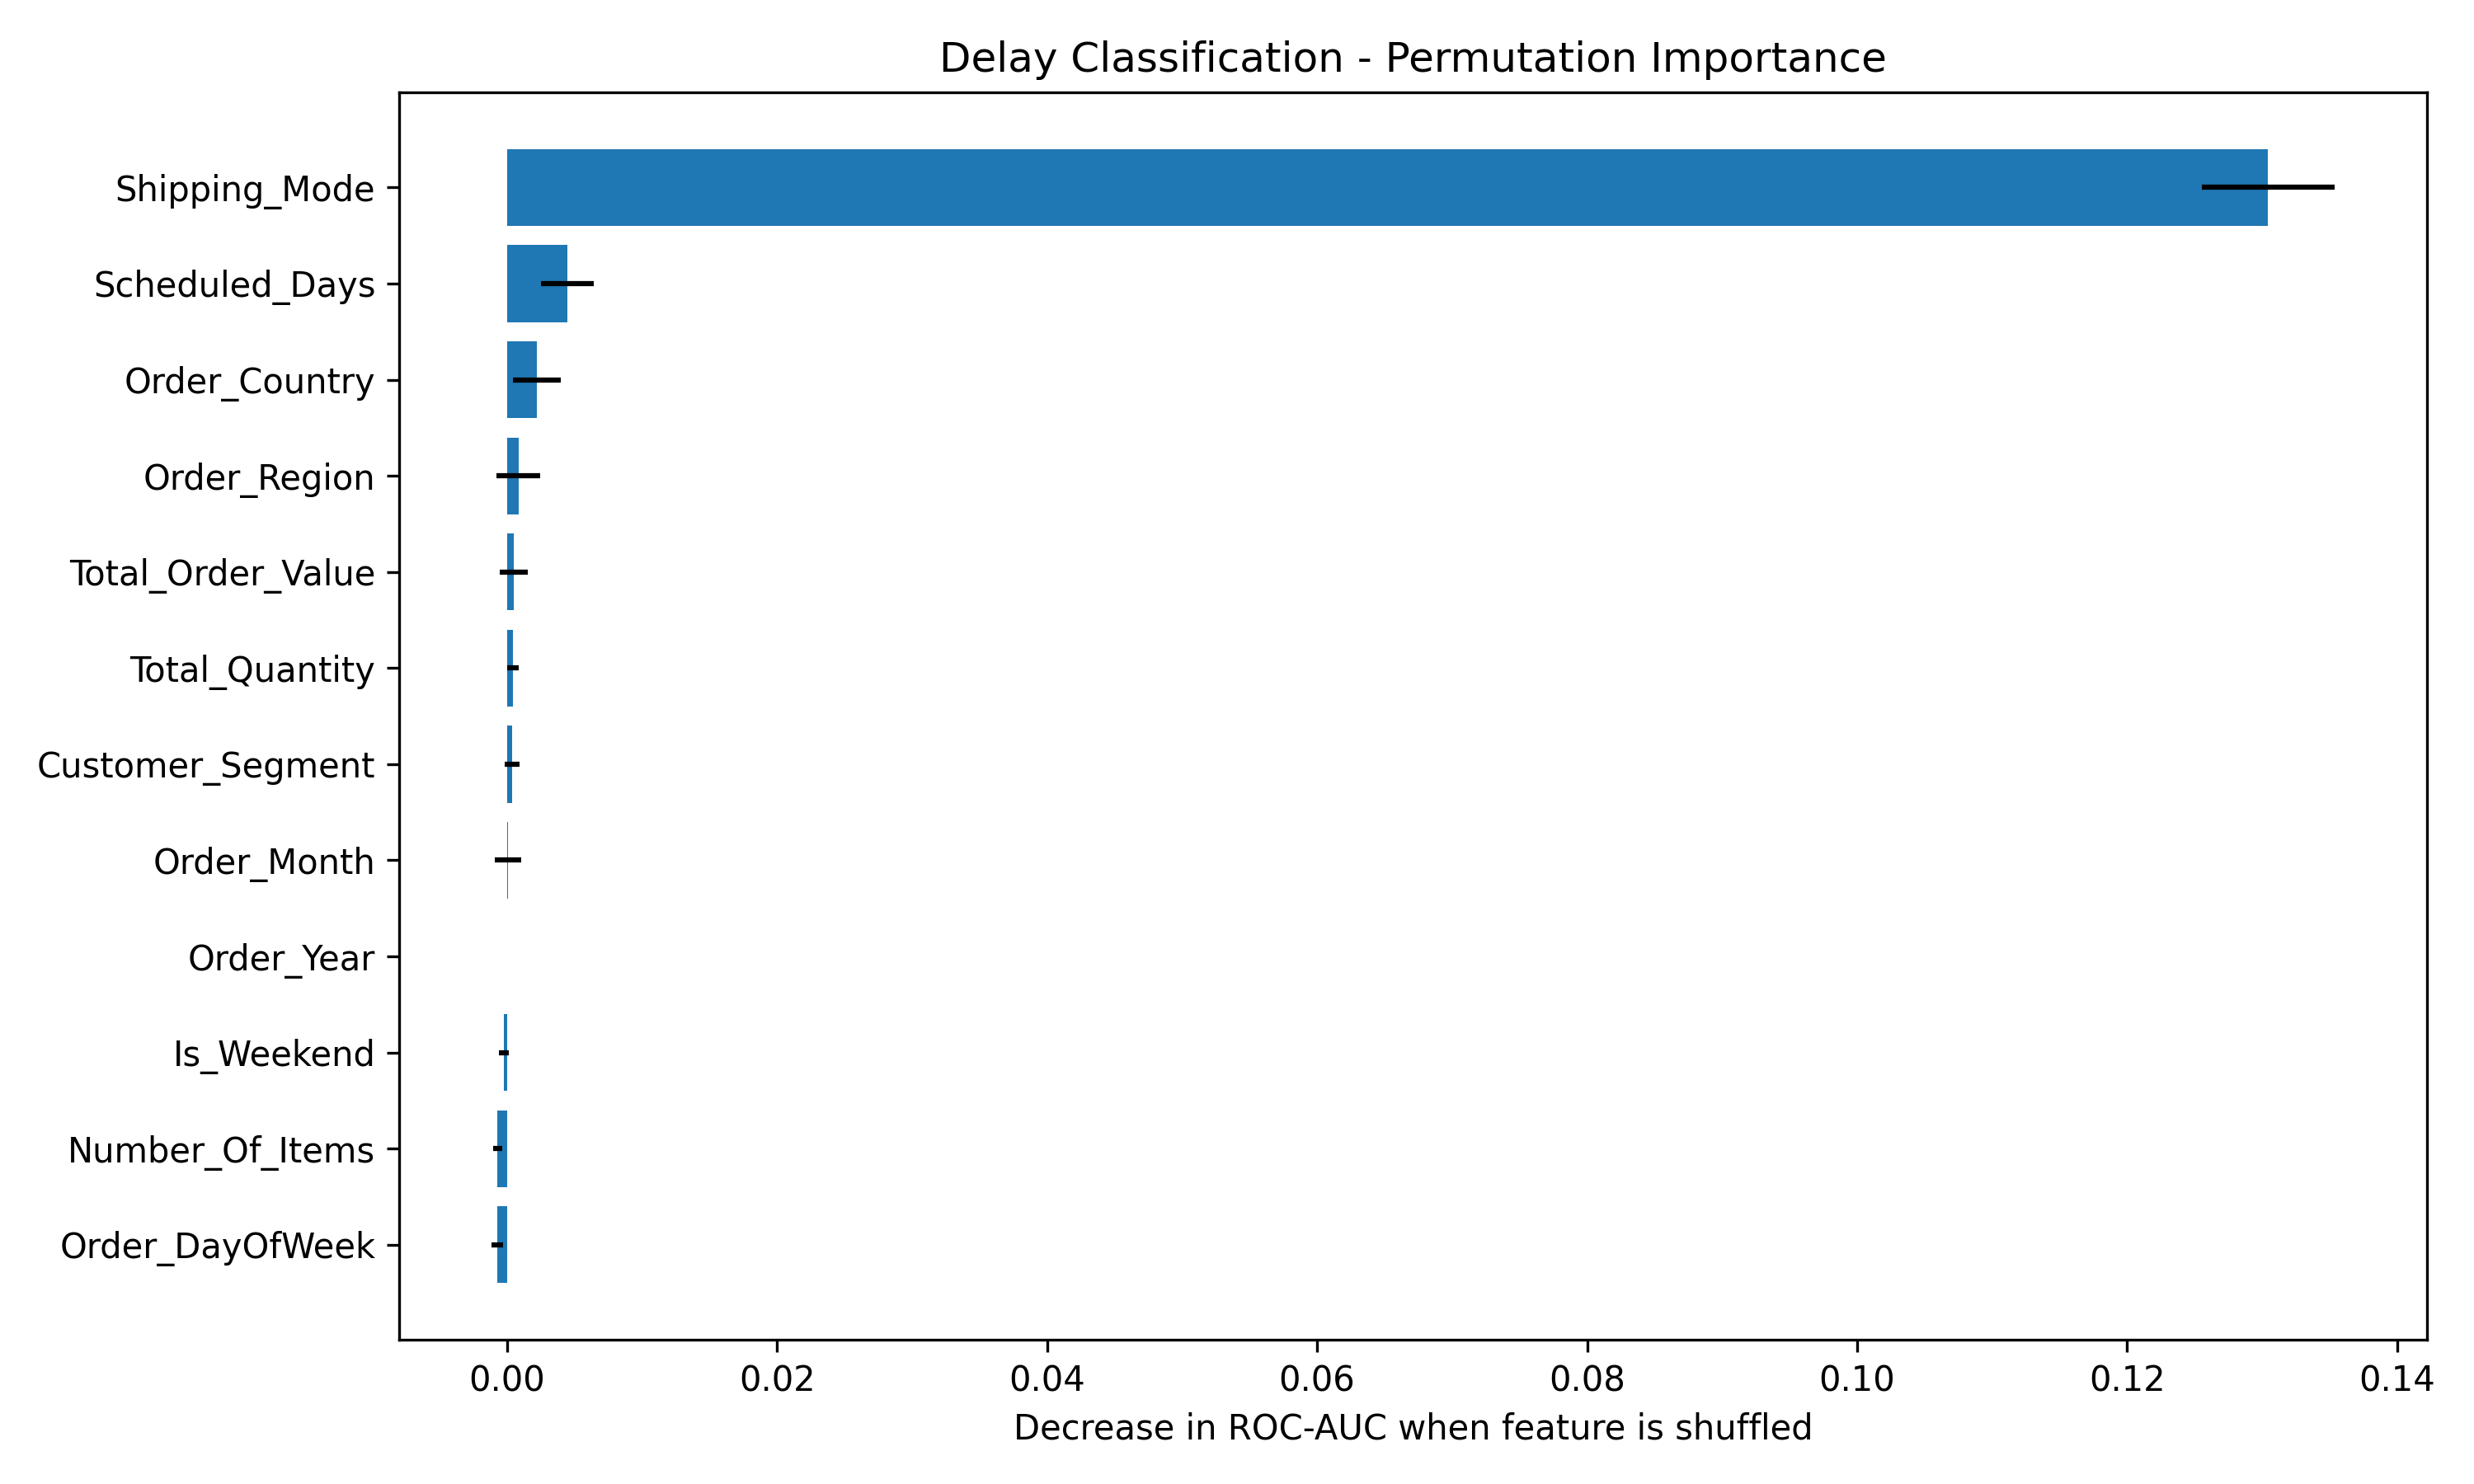 Delay Classification - Permutation Importance
Shipping_Mode
Scheduled_Days
Order_Country
Order_Region
Total_Order_Value
Total_Quantity
Customer_Segment
Order_Month
Order_Year
Is_Weekend
Number_Of_Items
Order_DayOfWeek
0.00 0.02 0.04 0.06 0.08 0.10 0.12 0.14
Decrease in ROC-AUC when feature is shuffled